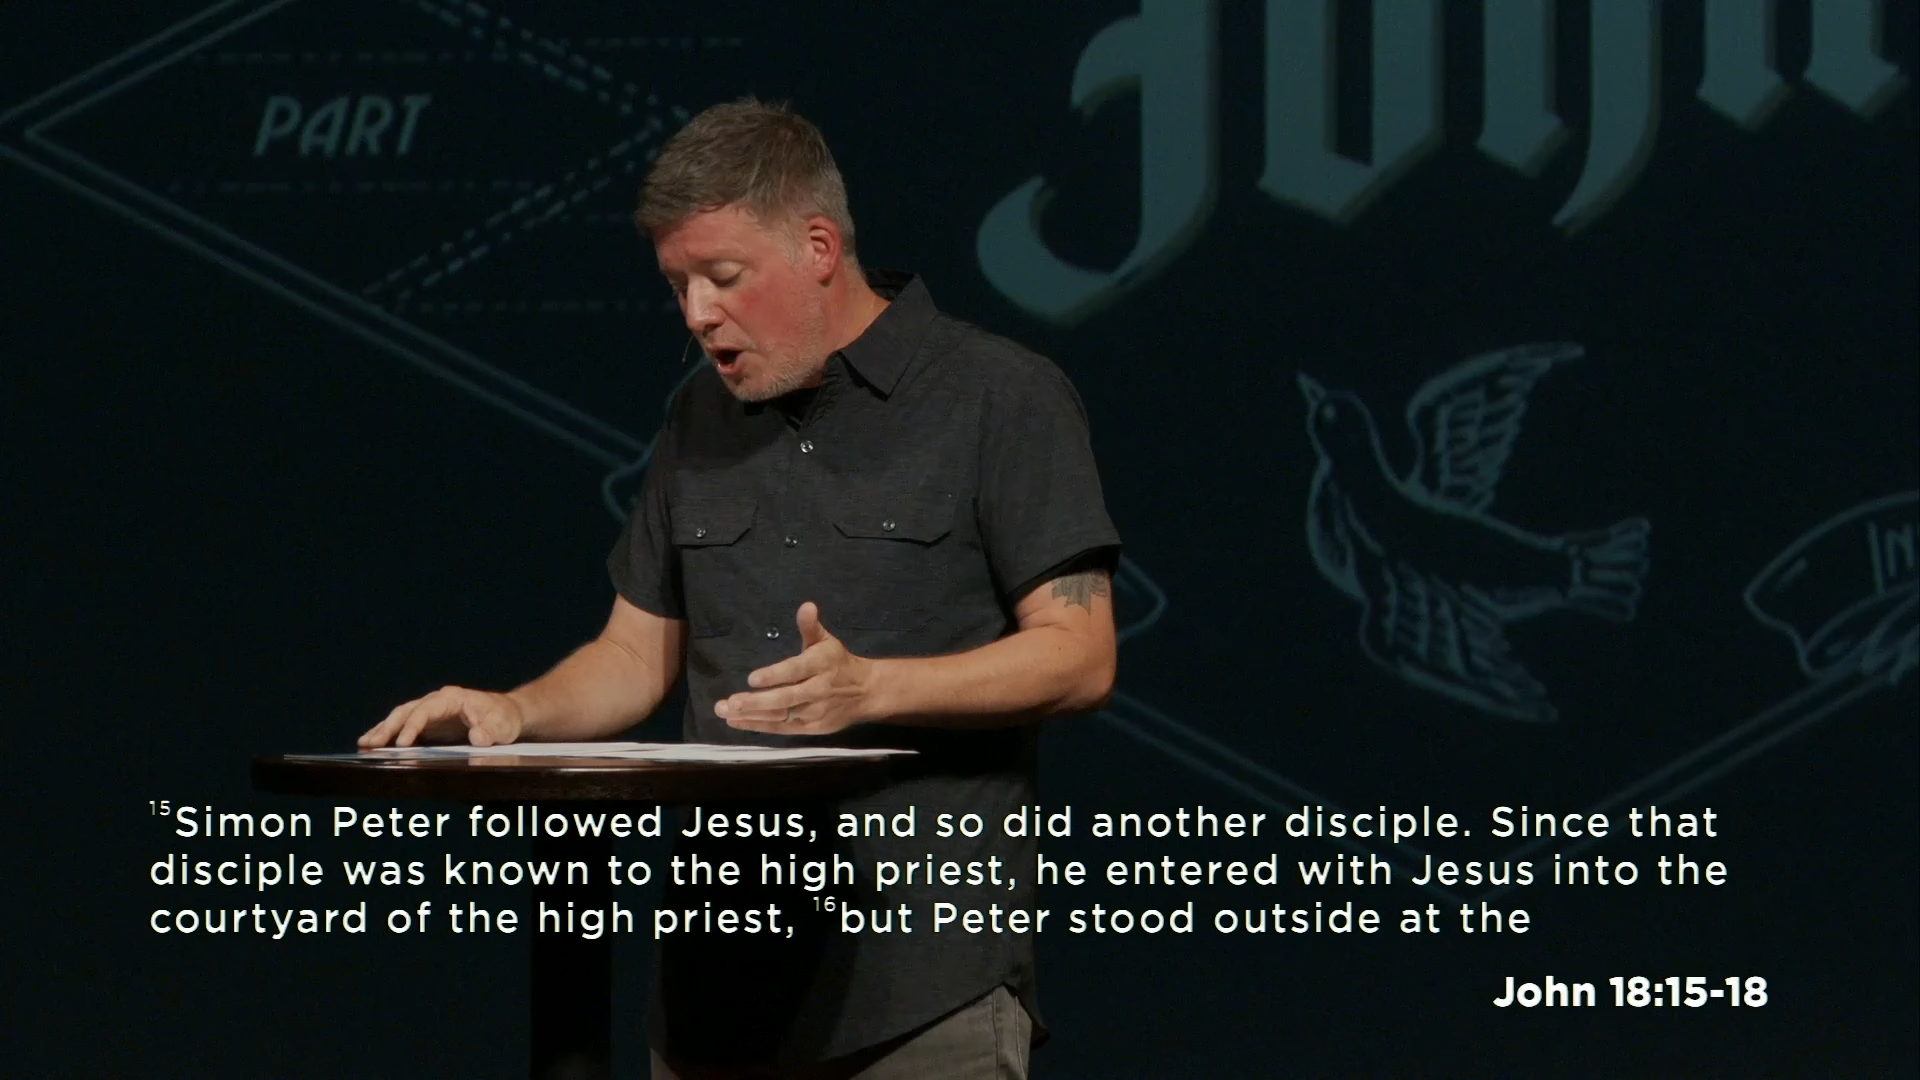 PART
John
IN
¹⁵Simon Peter followed Jesus, and so did another disciple. Since that
disciple was known to the high priest, he entered with Jesus into the
courtyard of the high priest, ¹⁶but Peter stood outside at the
John 18:15-18